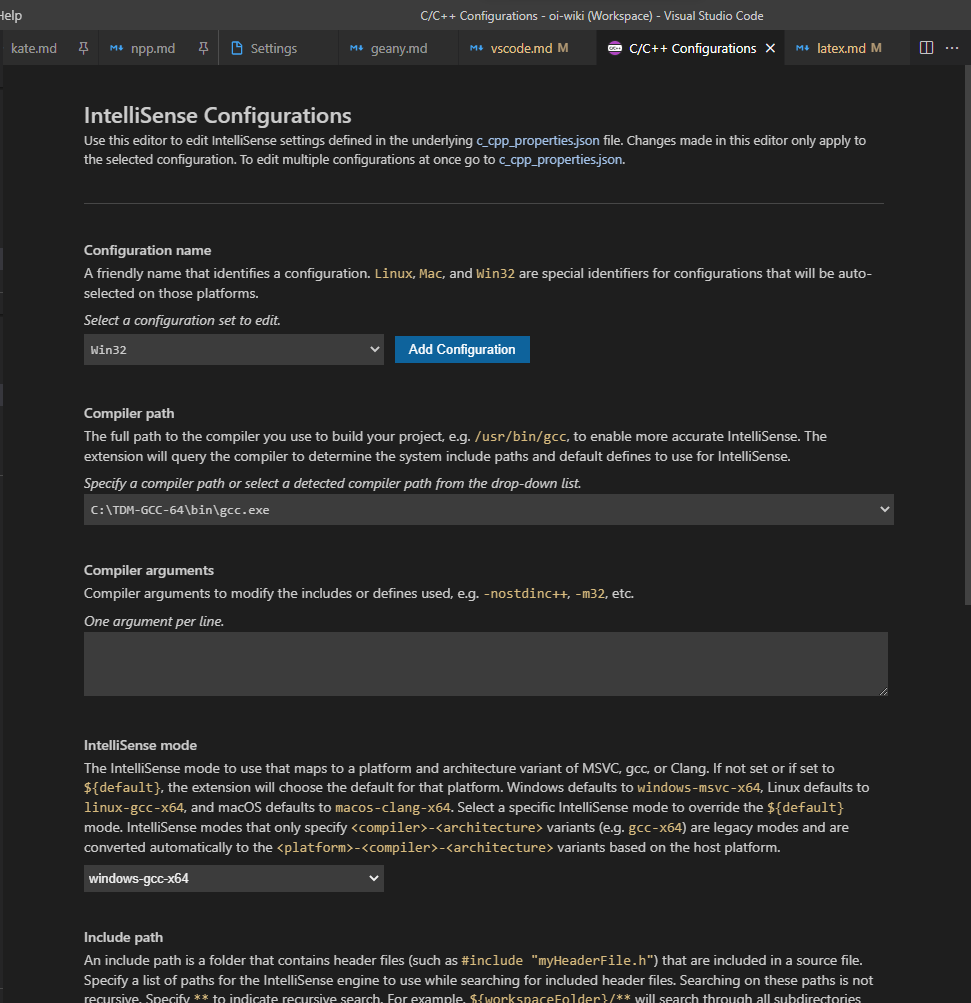 Help
C/C++ Configurations - oi-wiki (Workspace) - Visual Studio Code
kate.md
npp.md
Settings
geany.md
vscode.md M
C/C++ Configurations
latex.md M
IntelliSense Configurations
Use this editor to edit IntelliSense settings defined in the underlying c_cpp_properties.json file. Changes made in this editor only apply to
the selected configuration. To edit multiple configurations at once go to c_cpp_properties.json.
Configuration name
A friendly name that identifies a configuration. Linux, Mac, and Win32 are special identifiers for configurations that will be auto-
selected on those platforms.
Select a configuration set to edit.
Win32
Add Configuration
Compiler path
The full path to the compiler you use to build your project, e.g. /usr/bin/gcc, to enable more accurate IntelliSense. The
extension will query the compiler to determine the system include paths and default defines to use for IntelliSense.
Specify a compiler path or select a detected compiler path from the drop-down list.
C:\TDM-GCC-64\bin\gcc.exe
Compiler arguments
Compiler arguments to modify the includes or defines used, e.g. -nostdinc++, -m32, etc.
One argument per line.
IntelliSense mode
The IntelliSense mode to use that maps to a platform and architecture variant of MSVC, gcc, or Clang. If not set or if set to
${default}, the extension will choose the default for that platform. Windows defaults to windows-msvc-x64, Linux defaults to
linux-gcc-x64, and macOS defaults to macos-clang-x64. Select a specific IntelliSense mode to override the ${default}
mode. IntelliSense modes that only specify <compiler>-<architecture> variants (e.g. gcc-x64) are legacy modes and are
converted automatically to the <platform>-<compiler>-<architecture> variants based on the host platform.
windows-gcc-x64
Include path
An include path is a folder that contains header files (such as #include "myHeaderFile.h") that are included in a source file.
Specify a list of paths for the IntelliSense engine to use while searching for included header files. Searching on these paths is not
recursive. Specify ** to indicate recursive search. For example, ${workspaceFolder}/** will search through all subdirectories